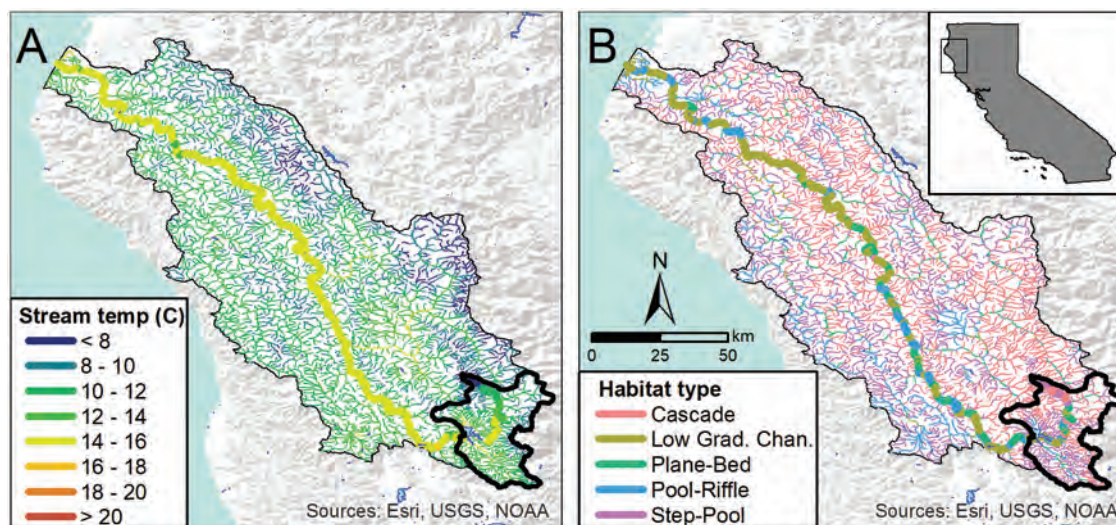 A
Stream temp (C)
< 8
8 - 10
10 - 12
12 - 14
14 - 16
16 - 18
18 - 20
> 20
Sources: Esri, USGS, NOAA
B
N
km
0 25 50
Habitat type
Cascade
Low Grad. Chan.
Plane-Bed
Pool-Riffle
Step-Pool
Sources: Esri, USGS, NOAA